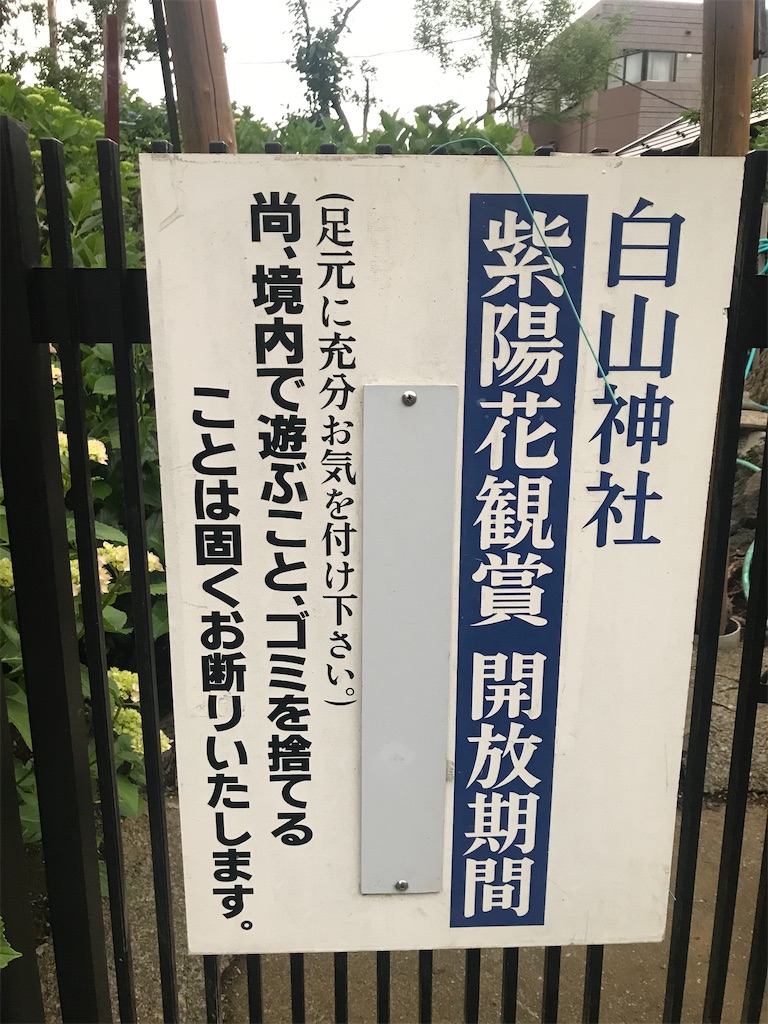 白山神社
紫陽花観賞 開放期間
(足元に充分お気を付け下さい。)
尚、境内で遊ぶこと、ゴミを捨てる
ことは固くお断りいたします。